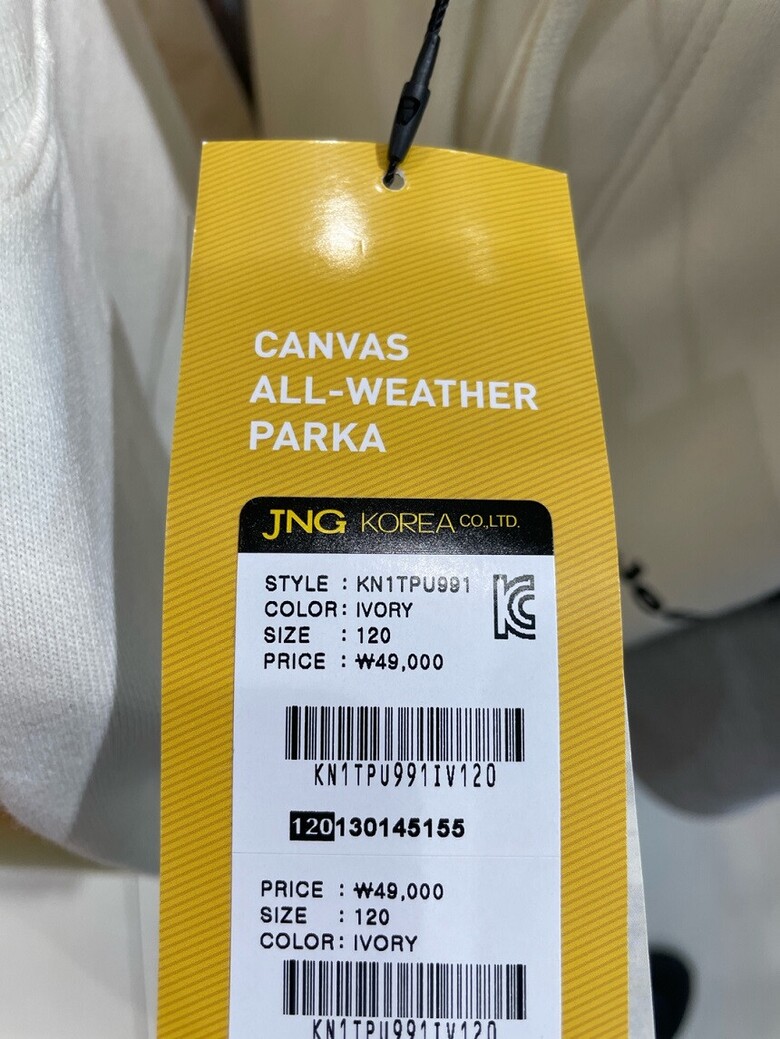 CANVAS
ALL-WEATHER
PARKA
JNG KOREA CO.,LTD.
STYLE : KN1TPU991
COLOR: IVORY
SIZE : 120
PRICE : ₩49,000
KN1TPU991IV120
120130145155
PRICE : ₩49,000
SIZE : 120
COLOR: IVORY
KN1TPU991IV120